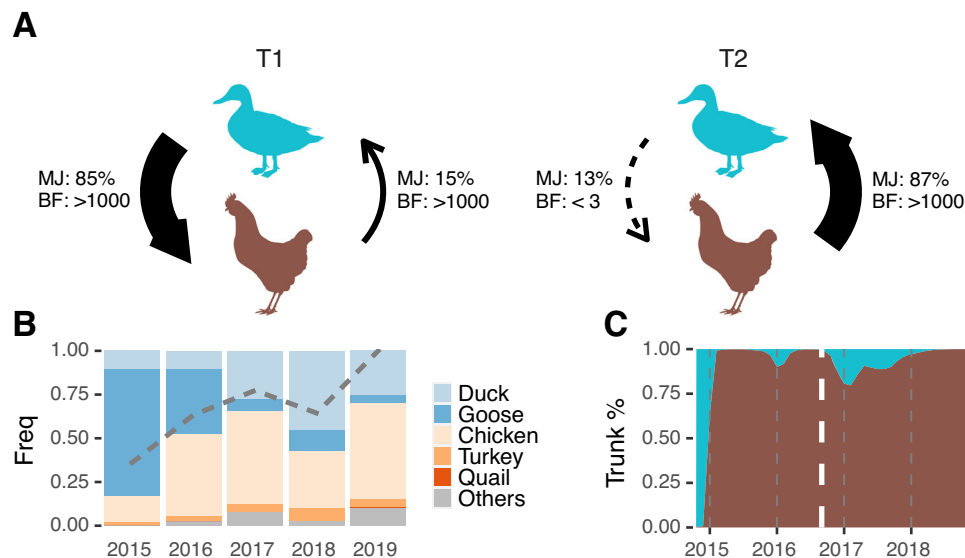 A
T1
T2
MJ: 85%
BF: >1000
MJ: 15%
BF: >1000
MJ: 13%
BF: < 3
MJ: 87%
BF: >1000
B
Freq
1.00
0.75
0.50
0.25
0.00
2015 2016 2017 2018 2019
Duck
Goose
Chicken
Turkey
Quail
Others
C
Trunk %
1.00
0.75
0.50
0.25
0.00
2015 2016 2017 2018